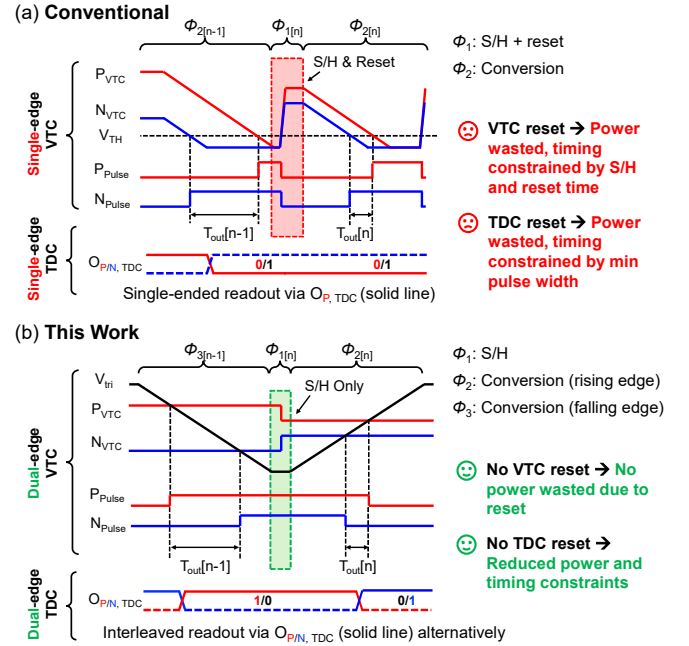 (a) Conventional
Φ2[n-1]
Φ1[n]
Φ2[n]
Φ1: S/H + reset
Φ2: Conversion
S/H & Reset
Single-edge
VTC
PVTC
NVTC
VTH
PPulse
NPulse
Tout[n-1]
Tout[n]
VTC reset → Power
wasted, timing
constrained by S/H
and reset time
TDC reset → Power
wasted, timing
constrained by min
pulse width
Single-edge
TDC
OP/N, TDC
0/1
0/1
Single-ended readout via OP, TDC (solid line)
(b) This Work
Φ3[n-1]
Φ1[n]
Φ2[n]
Φ1: S/H
Φ2: Conversion (rising edge)
Φ3: Conversion (falling edge)
S/H Only
Dual-edge
VTC
Vtri
PVTC
NVTC
PPulse
NPulse
Tout[n-1]
Tout[n]
No VTC reset → No
power wasted due to
reset
No TDC reset →
Reduced power and
timing constraints
Dual-edge
TDC
OP/N, TDC
1/0
0/1
Interleaved readout via OP/N, TDC (solid line) alternatively